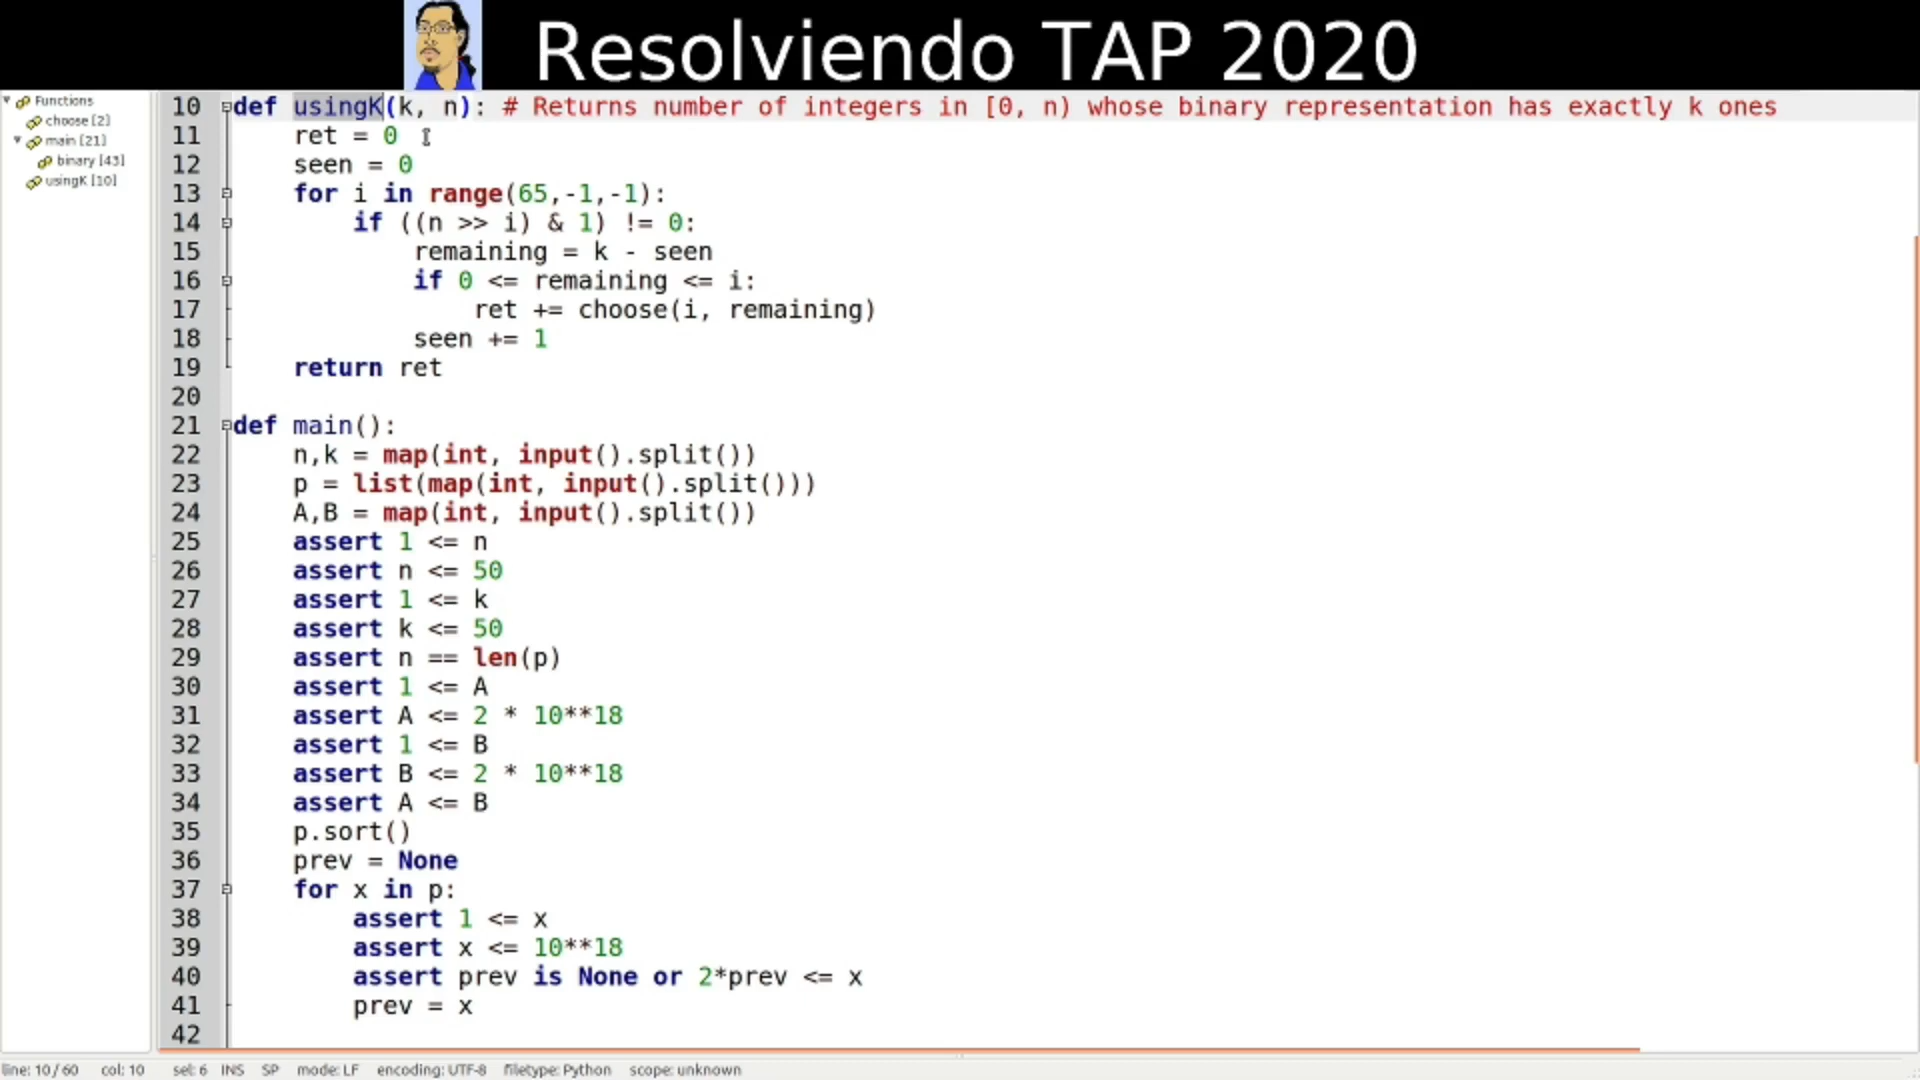 Resolviendo TAP 2020
Functions
choose [2]
main [21]
binary [43]
usingK [10]
10 def usingK(k, n): # Returns number of integers in [0, n) whose binary representation has exactly k ones
11     ret = 0
12     seen = 0
13     for i in range(65,-1,-1):
14         if ((n >> i) & 1) != 0:
15             remaining = k - seen
16             if 0 <= remaining <= i:
17                 ret += choose(i, remaining)
18             seen += 1
19     return ret
20
21 def main():
22     n,k = map(int, input().split())
23     p = list(map(int, input().split()))
24     A,B = map(int, input().split())
25     assert 1 <= n
26     assert n <= 50
27     assert 1 <= k
28     assert k <= 50
29     assert n == len(p)
30     assert 1 <= A
31     assert A <= 2 * 10**18
32     assert 1 <= B
33     assert B <= 2 * 10**18
34     assert A <= B
35     p.sort()
36     prev = None
37     for x in p:
38         assert 1 <= x
39         assert x <= 10**18
40         assert prev is None or 2*prev <= x
41         prev = x
42
line: 10 / 60 col: 10 sel: 6 INS SP mode: LF encoding: UTF-8 filetype: Python scope: unknown